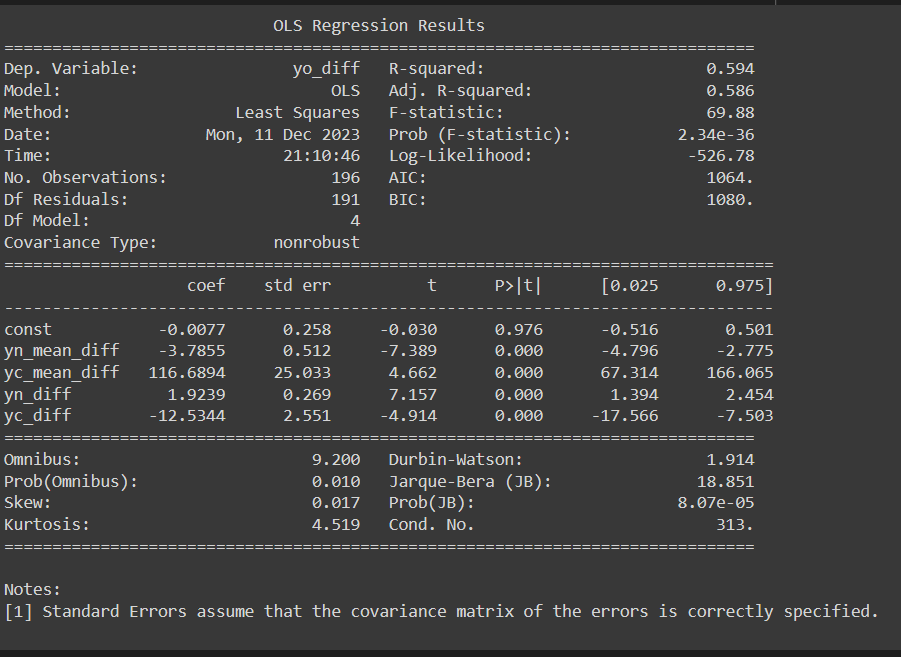 OLS Regression Results
==============================================================================
Dep. Variable: yo_diff R-squared: 0.594
Model: OLS Adj. R-squared: 0.586
Method: Least Squares F-statistic: 69.88
Date: Mon, 11 Dec 2023 Prob (F-statistic): 2.34e-36
Time: 21:10:46 Log-Likelihood: -526.78
No. Observations: 196 AIC: 1064.
Df Residuals: 191 BIC: 1080.
Df Model: 4
Covariance Type: nonrobust
================================================================================
coef std err t P>|t| [0.025 0.975]
--------------------------------------------------------------------------------
const -0.0077 0.258 -0.030 0.976 -0.516 0.501
yn_mean_diff -3.7855 0.512 -7.389 0.000 -4.796 -2.775
yc_mean_diff 116.6894 25.033 4.662 0.000 67.314 166.065
yn_diff 1.9239 0.269 7.157 0.000 1.394 2.454
yc_diff -12.5344 2.551 -4.914 0.000 -17.566 -7.503
==============================================================================
Omnibus: 9.200 Durbin-Watson: 1.914
Prob(Omnibus): 0.010 Jarque-Bera (JB): 18.851
Skew: 0.017 Prob(JB): 8.07e-05
Kurtosis: 4.519 Cond. No. 313.
==============================================================================
Notes:
[1] Standard Errors assume that the covariance matrix of the errors is correctly specified.